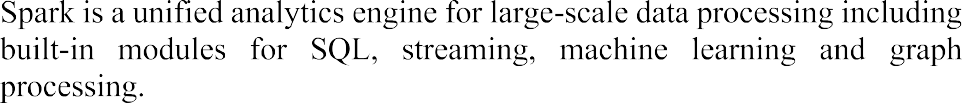 Spark is a unified analytics engine for large-scale data processing including
built-in modules for SQL, streaming, machine learning and graph
processing.